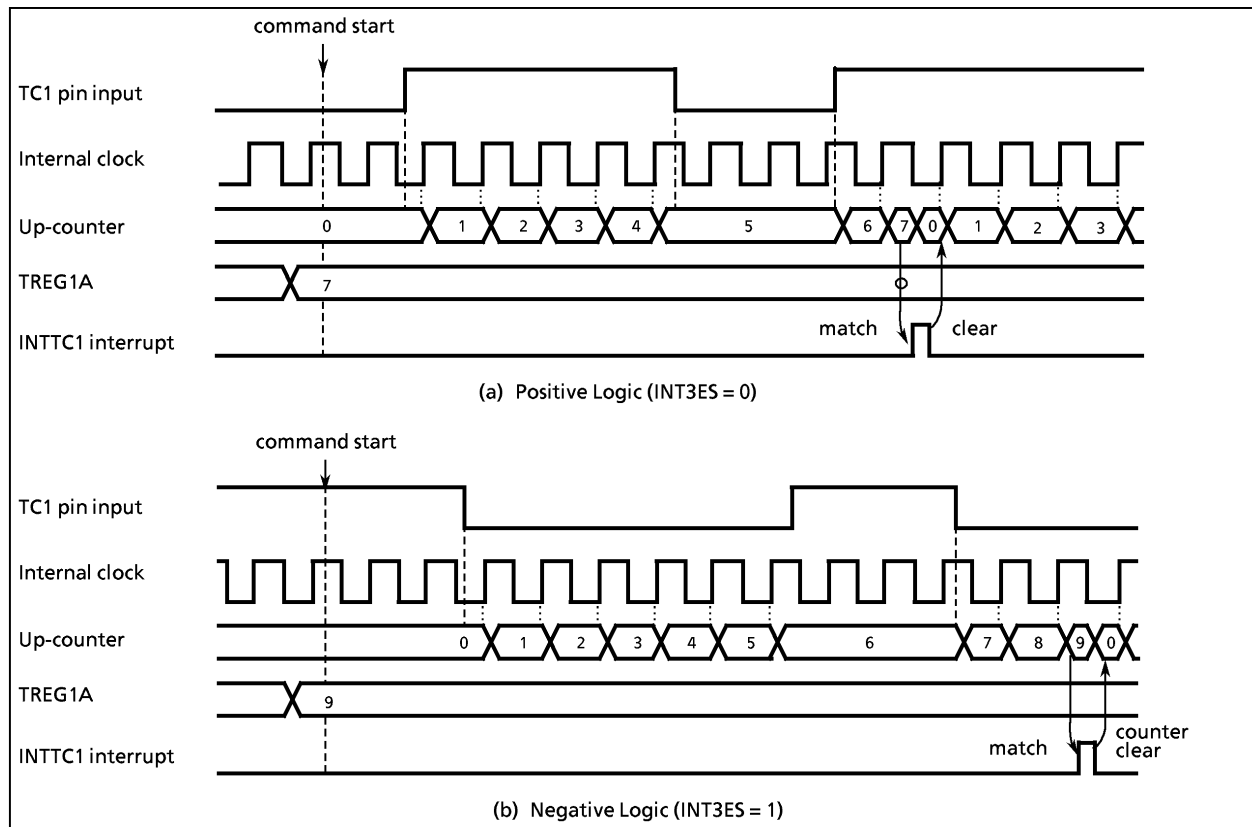 command start
TC1 pin input
Internal clock
Up-counter 0 1 2 3 4 5 6 7 0 1 2 3
TREG1A 7
match clear
INTTC1 interrupt
(a) Positive Logic (INT3ES = 0)
command start
TC1 pin input
Internal clock
Up-counter 0 1 2 3 4 5 6 7 8 9 0
TREG1A 9
match counter
clear
INTTC1 interrupt
(b) Negative Logic (INT3ES = 1)